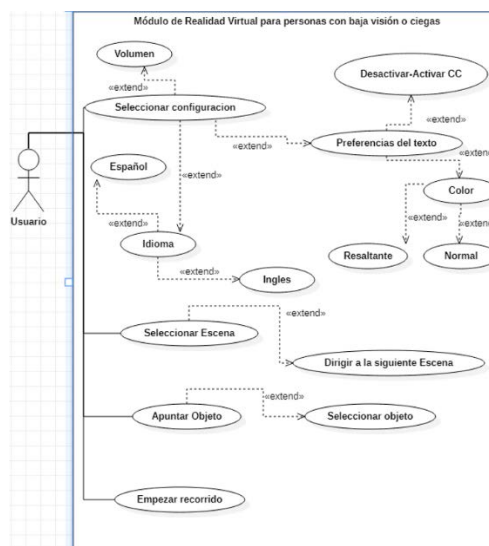 Módulo de Realidad Virtual para personas con baja visión o ciegas
Volumen
Desactivar-Activar CC
«extend»
«extend»
Seleccionar configuracion
«extend»
Preferencias del texto
«extend»
«exten
Español
Color
Usuario
«extend»
«extend»
«extend»
Idioma
Resaltante
Normal
«extend»
Ingles
«extend»
Seleccionar Escena
Dirigir a la siguiente Escena
«extend»
Apuntar Objeto
Seleccionar objeto
Empezar recorrido